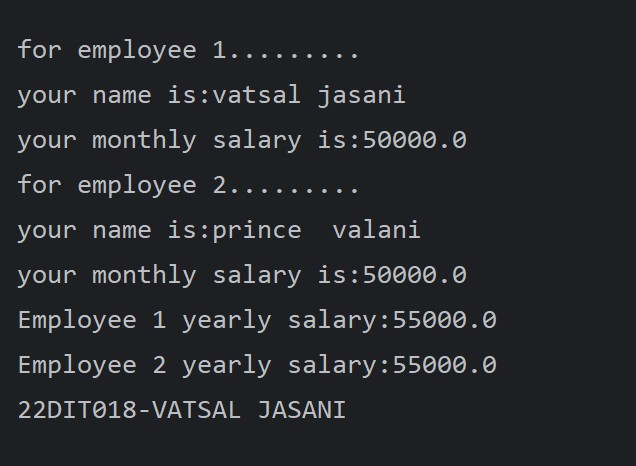 for employee 1.........
your name is:vatsal jasani
your monthly salary is:50000.0
for employee 2.........
your name is:prince  valani
your monthly salary is:50000.0
Employee 1 yearly salary:55000.0
Employee 2 yearly salary:55000.0
22DIT018-VATSAL JASANI